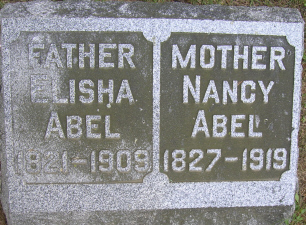 FATHER
ELISHA
ABEL
1821-1909
MOTHER
NANCY
ABEL
1827-1919